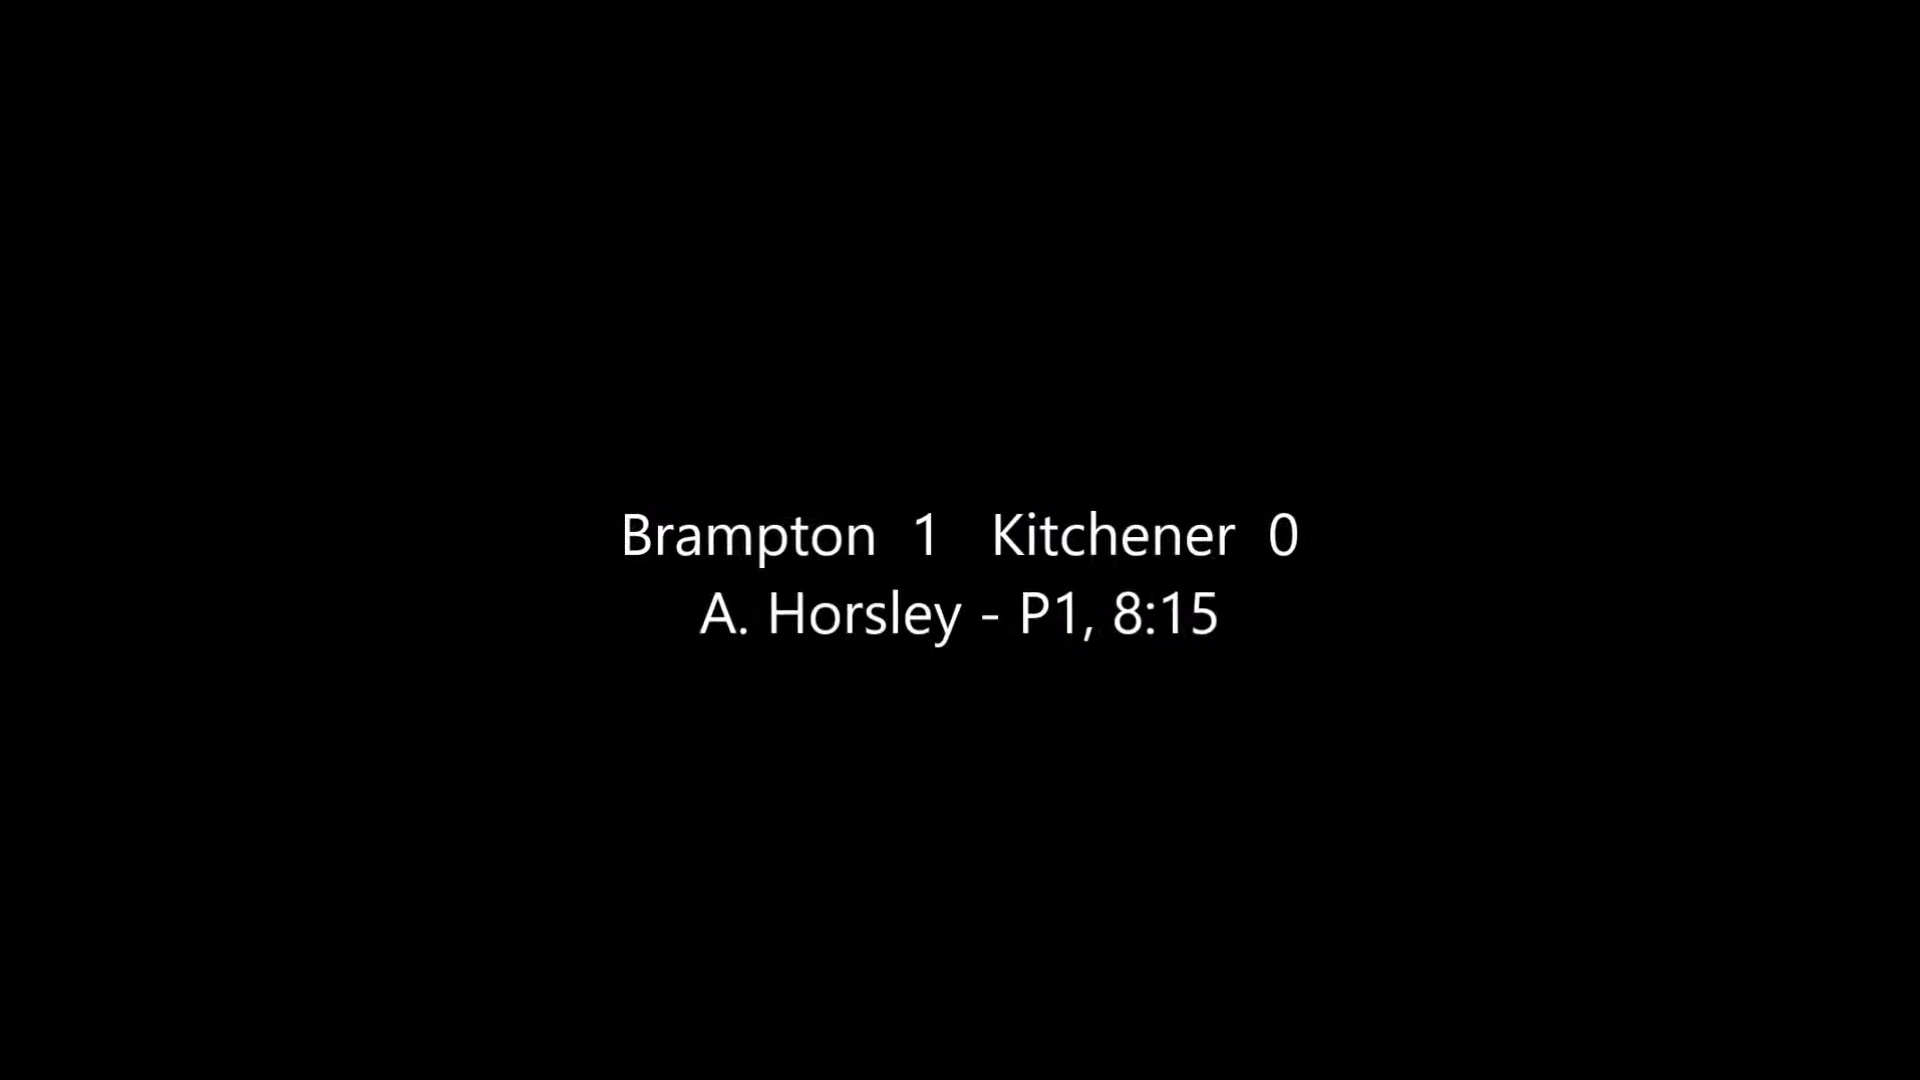 Brampton  1   Kitchener  0
A. Horsley - P1, 8:15